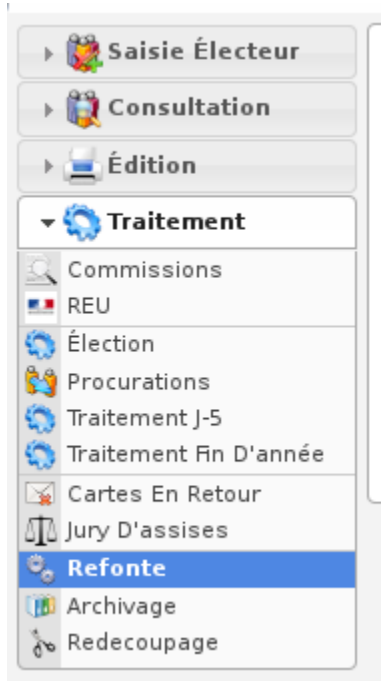 Saisie Électeur
Consultation
Édition
Traitement
Commissions
REU
Élection
Procurations
Traitement J-5
Traitement Fin D'année
Cartes En Retour
Jury D'assises
Refonte
Archivage
Redecoupage